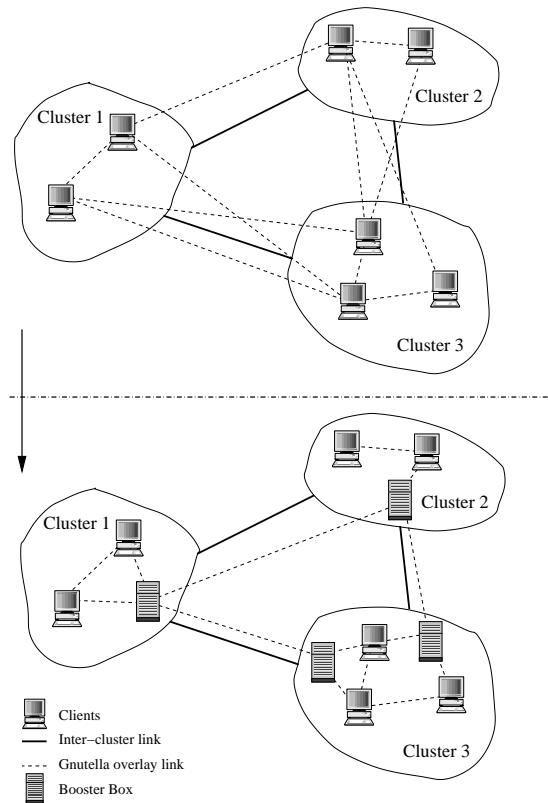 Cluster 2
Cluster 1
Cluster 3
Cluster 2
Cluster 1
Clients
Inter−cluster link
Gnutella overlay link
Cluster 3
Booster Box